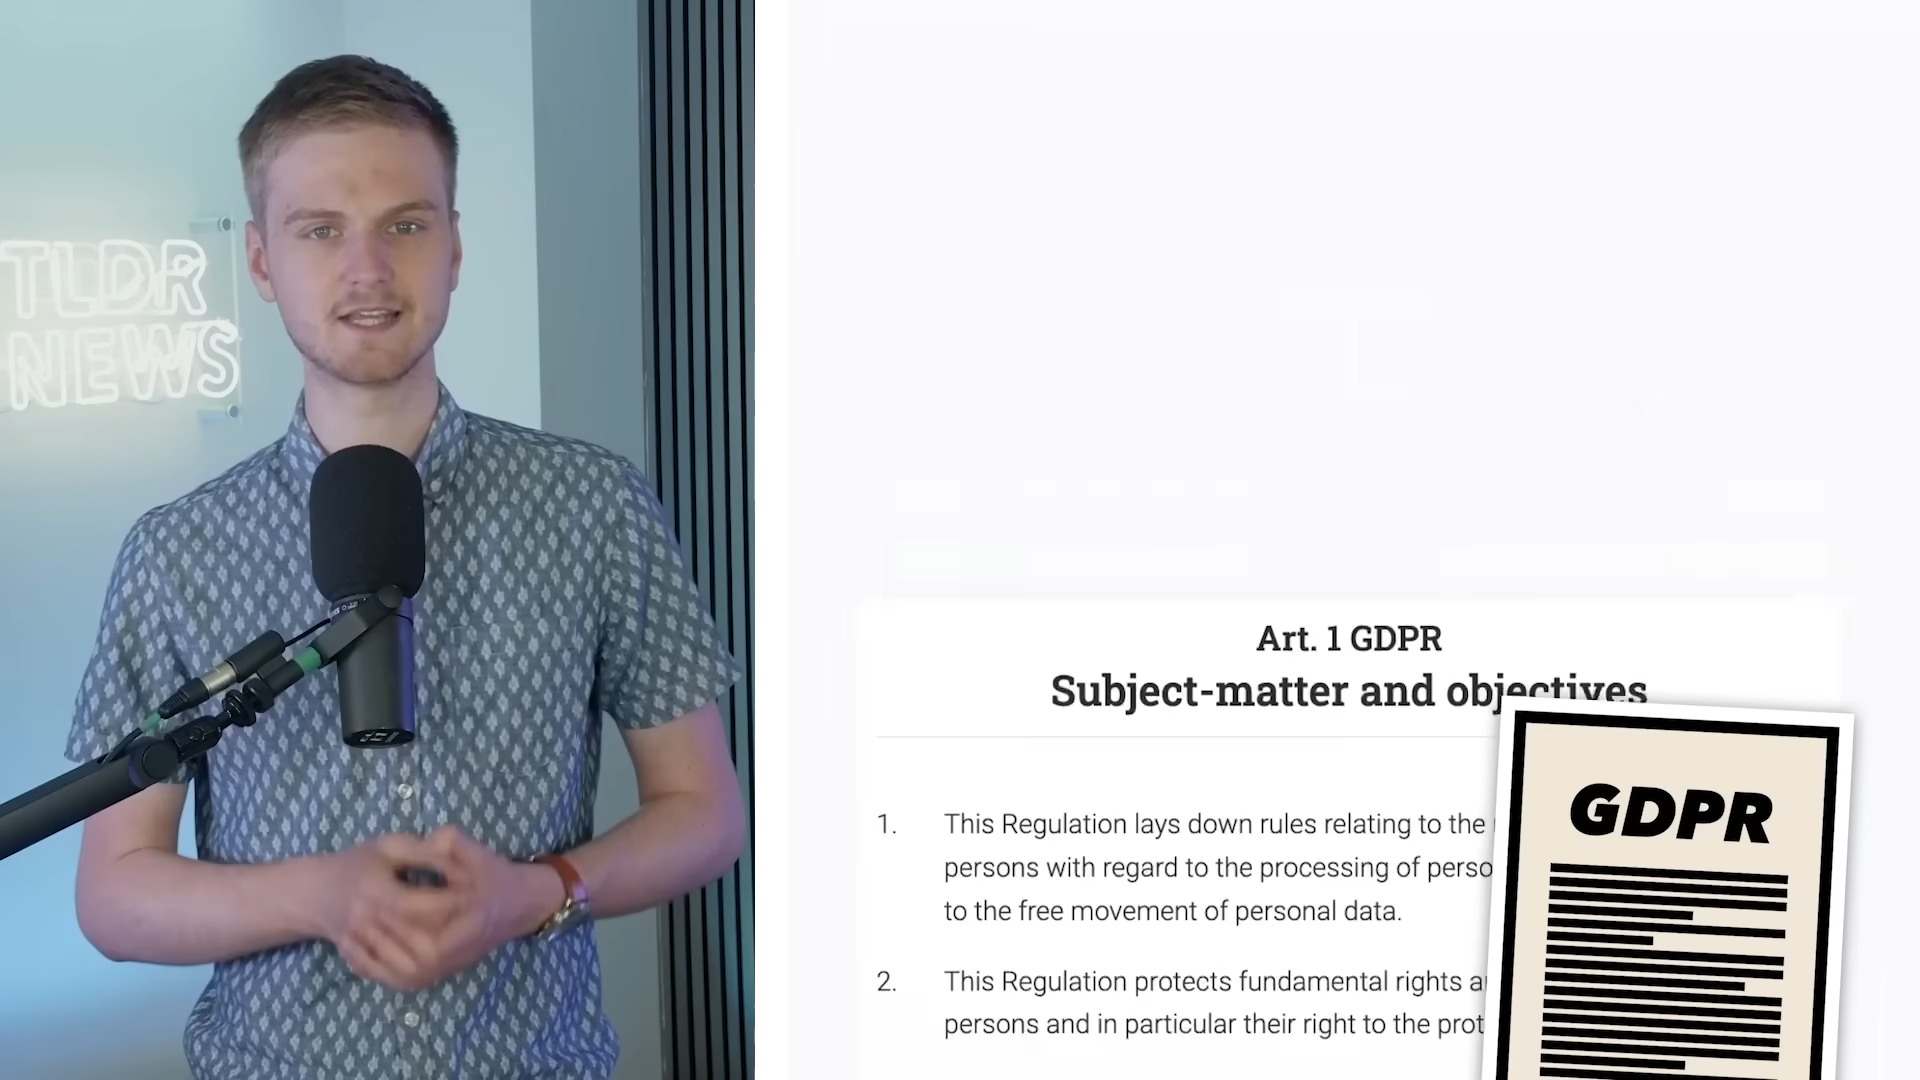 TLDR
NEWS
Art. 1 GDPR
Subject-matter and objectives
1. This Regulation lays down rules relating to the
persons with regard to the processing of perso
to the free movement of personal data.
2. This Regulation protects fundamental rights a
persons and in particular their right to the prot
GDPR